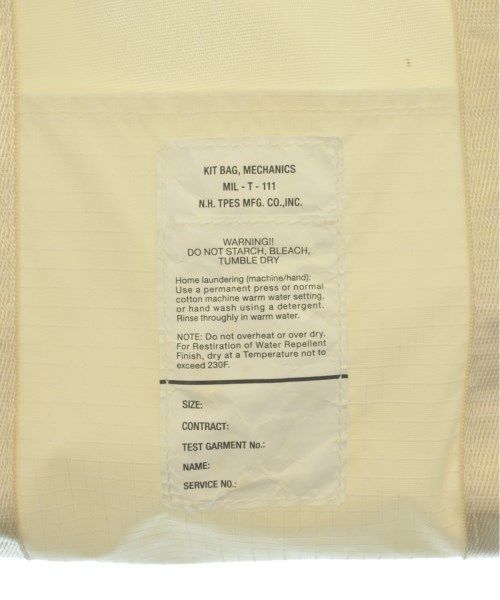 KIT BAG, MECHANICS
MIL - T - 111
N.H. TPES MFG. CO.,INC.
WARNING!!
DO NOT STARCH, BLEACH,
TUMBLE DRY
Home laundering (machine/hand):
Use a permanent press or normal
cotton machine warm water setting,
or hand wash using a detergent.
Rinse throughly in warm water.
NOTE: Do not overheat or over dry.
For Restiration of Water Repellent
Finish, dry at a Temperature not to
exceed 230F.
SIZE:
CONTRACT:
TEST GARMENT No.:
NAME:
SERVICE NO.: